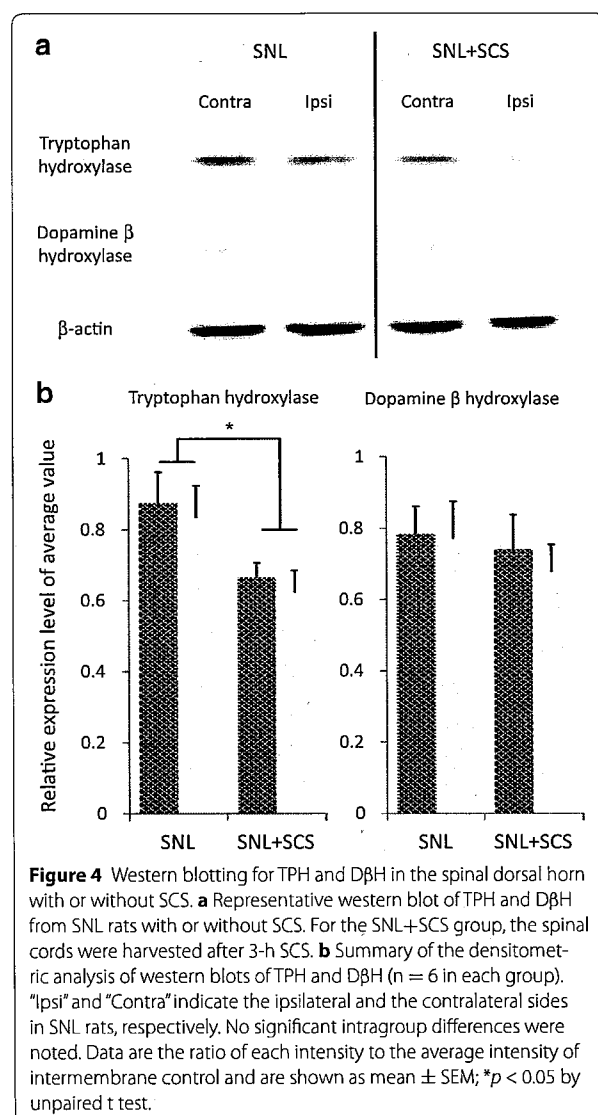 a
SNL SNL+SCS
Contra Ipsi Contra Ipsi
Tryptophan
hydroxylase
Dopamine β
hydroxylase
β-actin
b
Tryptophan hydroxylase Dopamine β hydroxylase
Relative expression level of average value
*
1
0.8
0.6
0.4
0.2
0
SNL SNL+SCS
1
0.8
0.6
0.4
0.2
0
SNL SNL+SCS
Figure 4 Western blotting for TPH and DβH in the spinal dorsal horn
with or without SCS. a Representative western blot of TPH and DβH
from SNL rats with or without SCS. For the SNL+SCS group, the spinal
cords were harvested after 3-h SCS. b Summary of the densitomet-
ric analysis of western blots of TPH and DβH (n = 6 in each group).
"Ipsi" and "Contra" indicate the ipsilateral and the contralateral sides
in SNL rats, respectively. No significant intragroup differences were
noted. Data are the ratio of each intensity to the average intensity of
intermembrane control and are shown as mean ± SEM; *p < 0.05 by
unpaired t test.